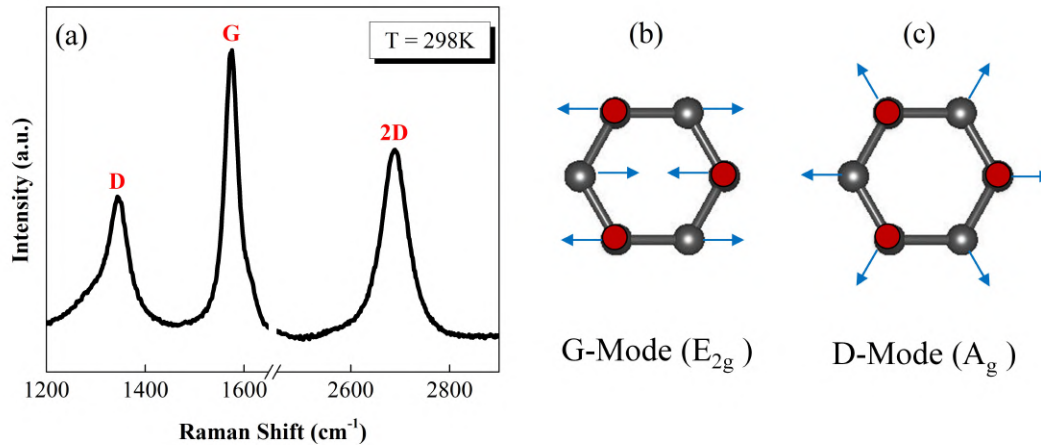 (a)
G
T = 298K
D
2D
Intensity (a.u.)
1200
1400
1600
2600
2800
Raman Shift (cm⁻¹)
(b)
G-Mode (E₂g)
(c)
D-Mode (Ag)